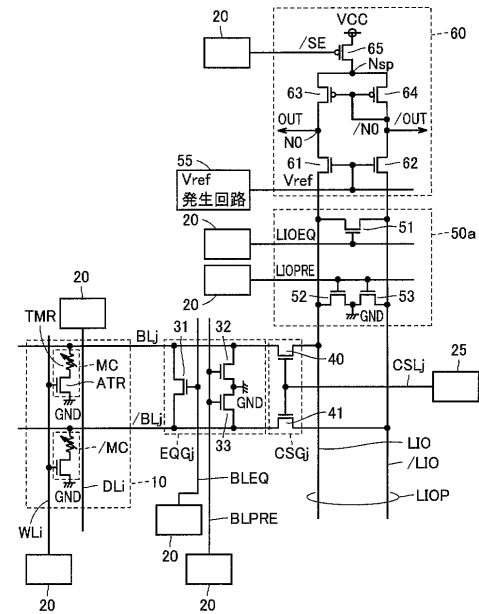 20
VCC
60
/SE
65
Nsp
63
64
OUT
/OUT
N0
/N0
61
62
55
Vref
発生回路
Vref
20
51
50a
LIOEQ
20
LIOPRE
52
53
GND
20
20
TMR
BLj
31
32
40
25
MC
ATR
CSLj
GND
GND
/BLj
41
/MC
33
EQGj
CSGj
LIO
GND
/LIO
DLi
10
BLEQ
LIOP
WLi
BLPRE
20
20
20